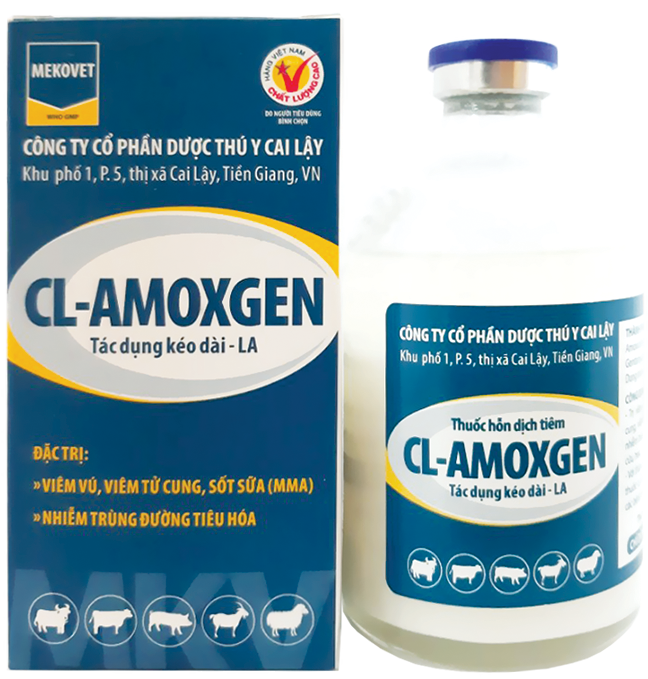 MEKOVET
WHO-GMP
HÀNG VIỆT NAM
CHẤT LƯỢNG CAO
DO NGƯỜI TIÊU DÙNG
BÌNH CHỌN
CÔNG TY CỔ PHẦN DƯỢC THÚ Y CAI LẬY
Khu phố 1, P. 5, thị xã Cai Lậy, Tiền Giang, VN
CL-AMOXGEN
Tác dụng kéo dài - LA
ĐẶC TRỊ:
»VIÊM VÚ, VIÊM TỬ CUNG, SỐT SỮA (MMA)
»NHIỄM TRÙNG ĐƯỜNG TIÊU HÓA
MKV
CÔNG TY CỔ PHẦN DƯỢC THÚ Y CAI LẬY
Khu phố 1, P. 5, thị xã Cai Lậy, Tiền Giang, VN
Thuốc hỗn dịch tiêm
CL-AMOXGEN
Tác dụng kéo dài - LA